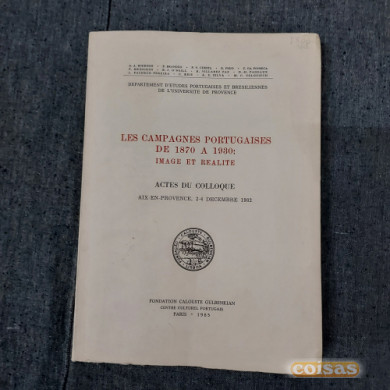 DEPARTEMENT D'ETUDES PORTUGAISES ET BRESILIENNES
DE L'UNIVERSITE DE PROVENCE
LES CAMPAGNES PORTUGAISES
DE 1870 A 1930:
IMAGE ET REALITE
ACTES DU COLLOQUE
AIX-EN-PROVENCE, 2-4 DECEMBRE 1982
FONDATION CALOUSTE GULBENKIAN
CENTRE CULTUREL PORTUGAIS
PARIS
coisas